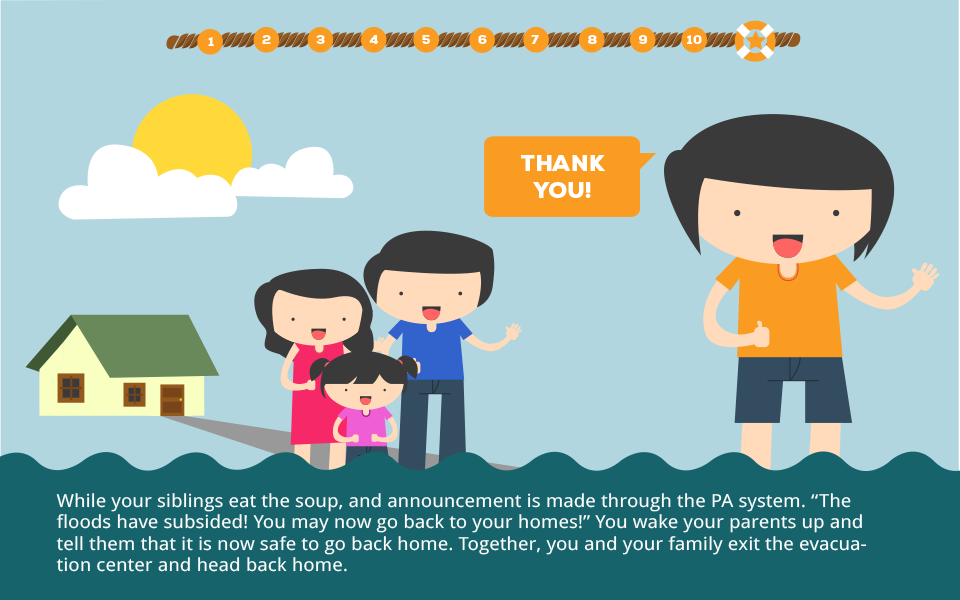 1 2 3 4 5 6 7 8 9 10
THANK
YOU!
While your siblings eat the soup, and announcement is made through the PA system. “The
floods have subsided! You may now go back to your homes!” You wake your parents up and
tell them that it is now safe to go back home. Together, you and your family exit the evacua-
tion center and head back home.